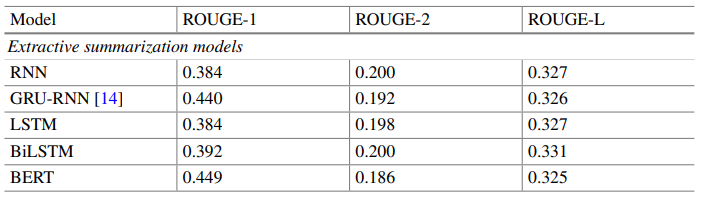 Model ROUGE-1 ROUGE-2 ROUGE-L
Extractive summarization models
RNN 0.384 0.200 0.327
GRU-RNN [14] 0.440 0.192 0.326
LSTM 0.384 0.198 0.327
BiLSTM 0.392 0.200 0.331
BERT 0.449 0.186 0.325